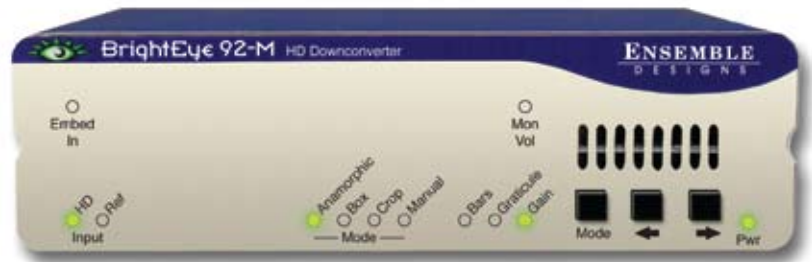 BrightEye 92-M HD Downconverter
ENSEMBLE
DESIGNS
Embed
In
Mon
Vol
HD
Ref
Input
Anamorphic
Box
Crop
Manual
Mode
Bars
Graticule
Gain
Mode
Pwr